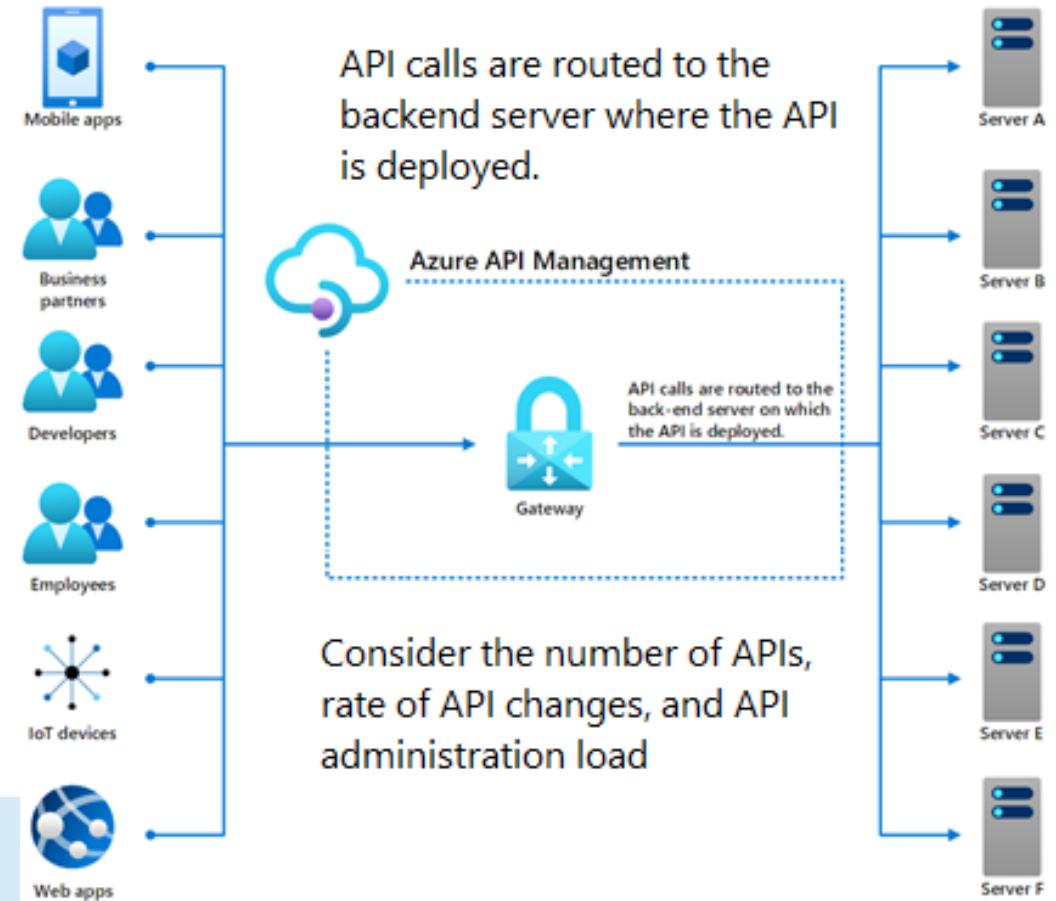 API calls are routed to the
backend server where the API
is deployed.
Mobile apps
Business
partners
Developers
Employees
IoT devices
Web apps
Azure API Management
API calls are routed to the
back-end server on which
the API is deployed.
Gateway
Consider the number of APIs,
rate of API changes, and API
administration load
Server A
Server B
Server C
Server D
Server E
Server F